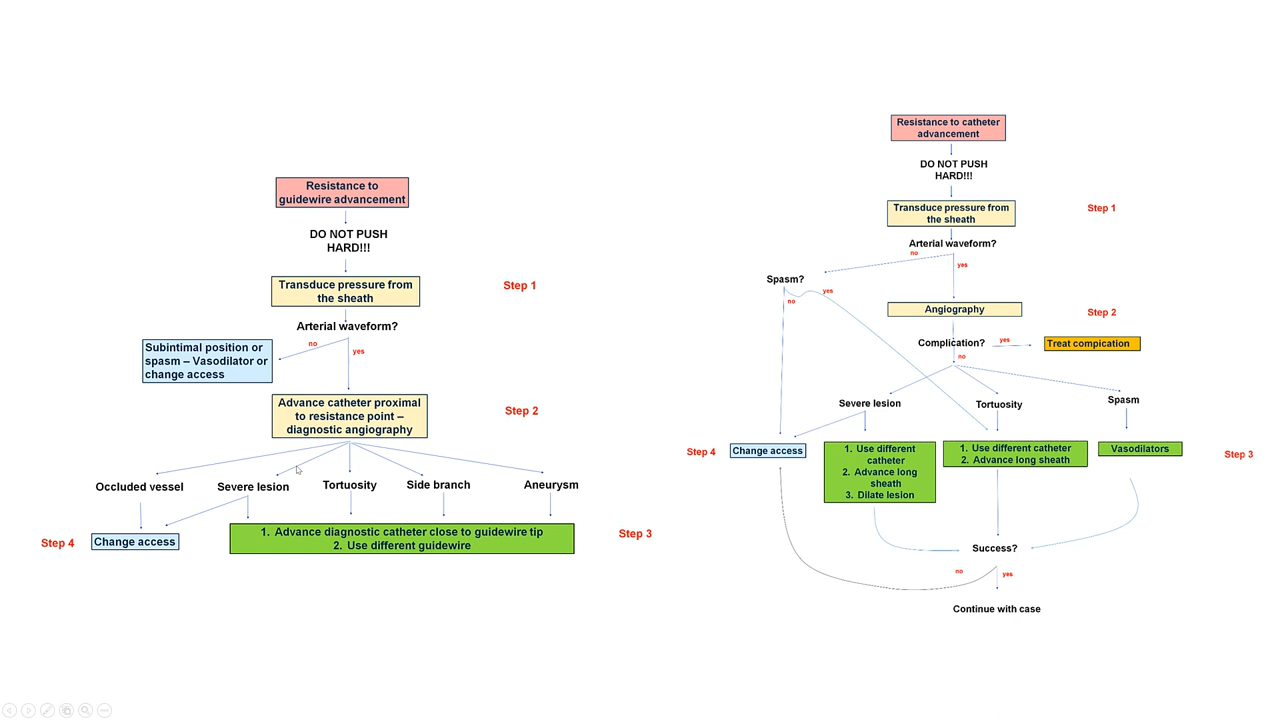 Resistance to
guidewire advancement
DO NOT PUSH
HARD!!!
Transduce pressure from
the sheath
Step 1
Arterial waveform?
no
yes
Subintimal position or
spasm – Vasodilator or
change access
Advance catheter proximal
to resistance point –
diagnostic angiography
Step 2
Occluded vessel
Severe lesion
Tortuosity
Side branch
Aneurysm
Step 4
Change access
1. Advance diagnostic catheter close to guidewire tip
2. Use different guidewire
Step 3
Resistance to catheter
advancement
DO NOT PUSH
HARD!!!
Transduce pressure from
the sheath
Step 1
Arterial waveform?
no
yes
Spasm?
yes
no
Angiography
Step 2
Complication?
yes
Treat compication
no
Severe lesion
Tortuosity
Spasm
Step 4
Change access
1. Use different
catheter
2. Advance long
sheath
3. Dilate lesion
1. Use different catheter
2. Advance long sheath
Vasodilators
Step 3
Success?
no
yes
Continue with case